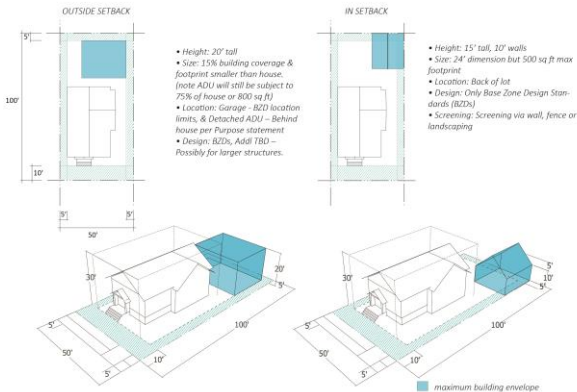 OUTSIDE SETBACK
5'
100'
10'
5' 5'
50'
• Height: 20' tall
• Size: 15% building coverage &
footprint smaller than house.
(note ADU will still be subject to
75% of house or 800 sq ft)
• Location: Garage - BZD location
limits, & Detached ADU – Behind
house per Purpose statement
• Design: BZDs, Addl TBD –
Possibly for larger structures.
IN SETBACK
• Height: 15' tall, 10' walls
• Size: 24' dimension but 500 sq ft max
footprint
• Location: Back of lot
• Design: Only Base Zone Design Stan-
dards (BZDs)
• Screening: Screening via wall, fence or
landscaping
30'
20'
5'
100'
10'
5'
50'
5'
30'
5'
10'
5'
100'
10'
5'
50'
5'
maximum building envelope